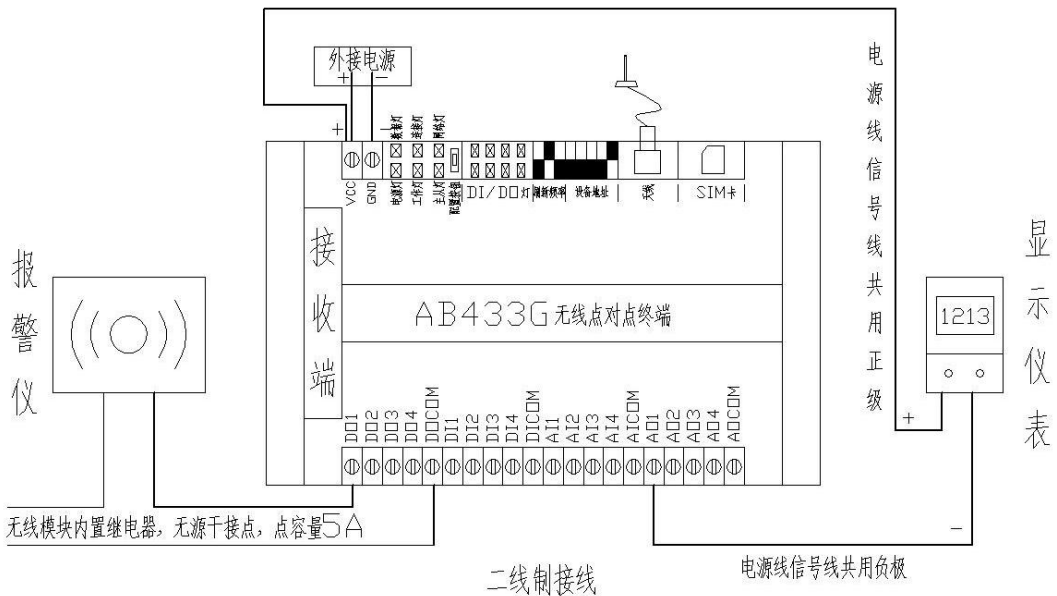 外接电源
+ -
+ -
数据灯
连接灯
网络灯
VCC
GND
电源灯
工作灯
主从灯
配置按钮
DI/DO灯
刷新频率
设备地址
天线
SIM卡
电源线信号线共用正级
接收端
AB433G无线点对点终端
报警仪
显示仪表
1213
+
DO1
DO2
DO3
DO4
DOCOM
DI1
DI2
DI3
DI4
DICOM
AI1
AI2
AI3
AI4
AICOM
AO1
AO2
AO3
AO4
AOCOM
无线模块内置继电器，无源干接点，点容量5A
-
电源线信号线共用负极
二线制接线